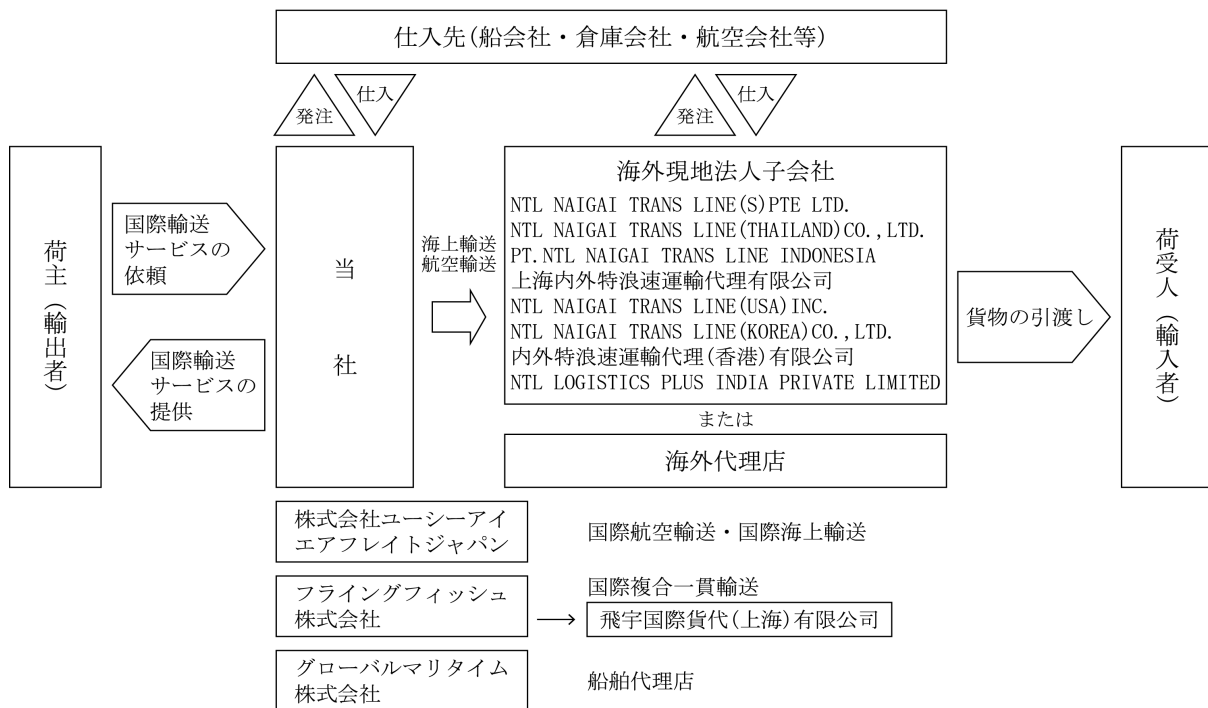 仕入先(船会社・倉庫会社・航空会社等)
発注
仕入
発注
仕入
荷主(輸出者)
国際輸送
サービスの
依頼
国際輸送
サービスの
提供
当社
海上輸送
航空輸送
海外現地法人子会社
NTL NAIGAI TRANS LINE(S)PTE LTD.
NTL NAIGAI TRANS LINE(THAILAND)CO.,LTD.
PT.NTL NAIGAI TRANS LINE INDONESIA
上海内外特浪速運輸代理有限公司
NTL NAIGAI TRANS LINE(USA)INC.
NTL NAIGAI TRANS LINE(KOREA)CO.,LTD.
内外特浪速運輸代理(香港)有限公司
NTL LOGISTICS PLUS INDIA PRIVATE LIMITED
または
海外代理店
貨物の引渡し
荷受人(輸入者)
株式会社ユーシーアイ
エアフレイトジャパン
国際航空輸送・国際海上輸送
フライングフィッシュ
株式会社
国際複合一貫輸送
飛宇国際貨代(上海)有限公司
グローバルマリタイム
株式会社
船舶代理店